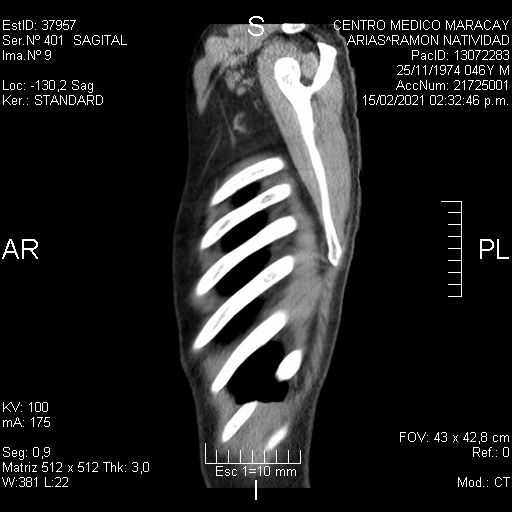 EstID: 37957
Ser.Nº 401 SAGITAL
Ima.Nº 9
Loc: -130,2 Sag
Ker.: STANDARD
S
CENTRO MEDICO MARACAY
ARIAS^RAMON NATIVIDAD
PacID: 13072283
25/11/1974 046Y M
AccNum: 21725001
15/02/2021 02:32:46 p.m.
AR
PL
KV: 100
mA: 175
Seg: 0,9
Matriz 512 x 512 Thk: 3,0
W:381 L:22
Esc 1=10 mm
I
FOV: 43 x 42,8 cm
Ref.: 0
Mod.: CT